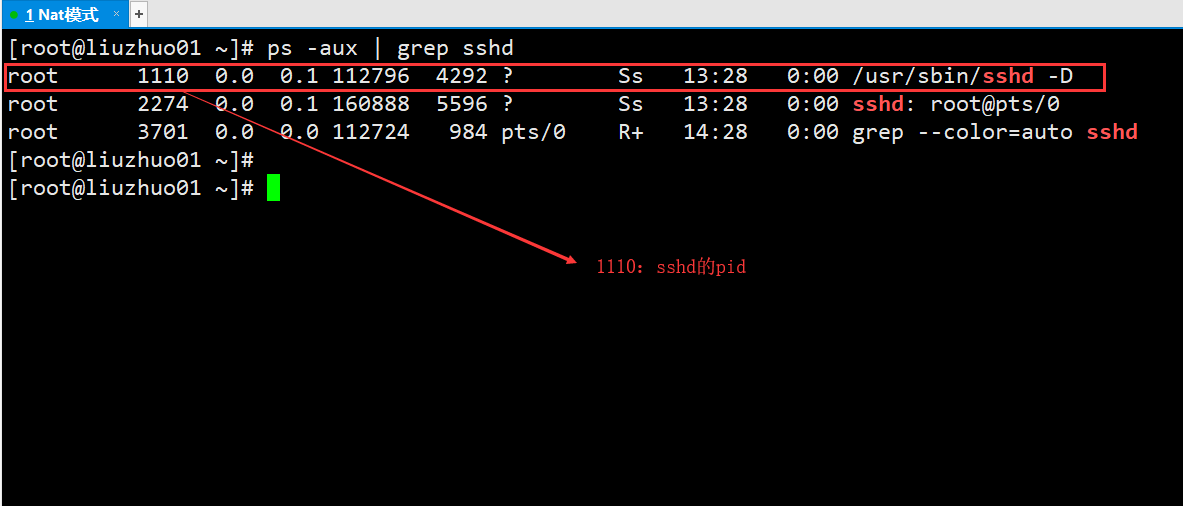 1 Nat模式 × +
[root@liuzhuo01 ~]# ps -aux | grep sshd
root      1110  0.0  0.1 112796  4292 ?        Ss   13:28   0:00 /usr/sbin/sshd -D
root      2274  0.0  0.1 160888  5596 ?        Ss   13:28   0:00 sshd: root@pts/0
root      3701  0.0  0.0 112724   984 pts/0    R+   14:28   0:00 grep --color=auto sshd
[root@liuzhuo01 ~]#
[root@liuzhuo01 ~]#
1110：sshd的pid